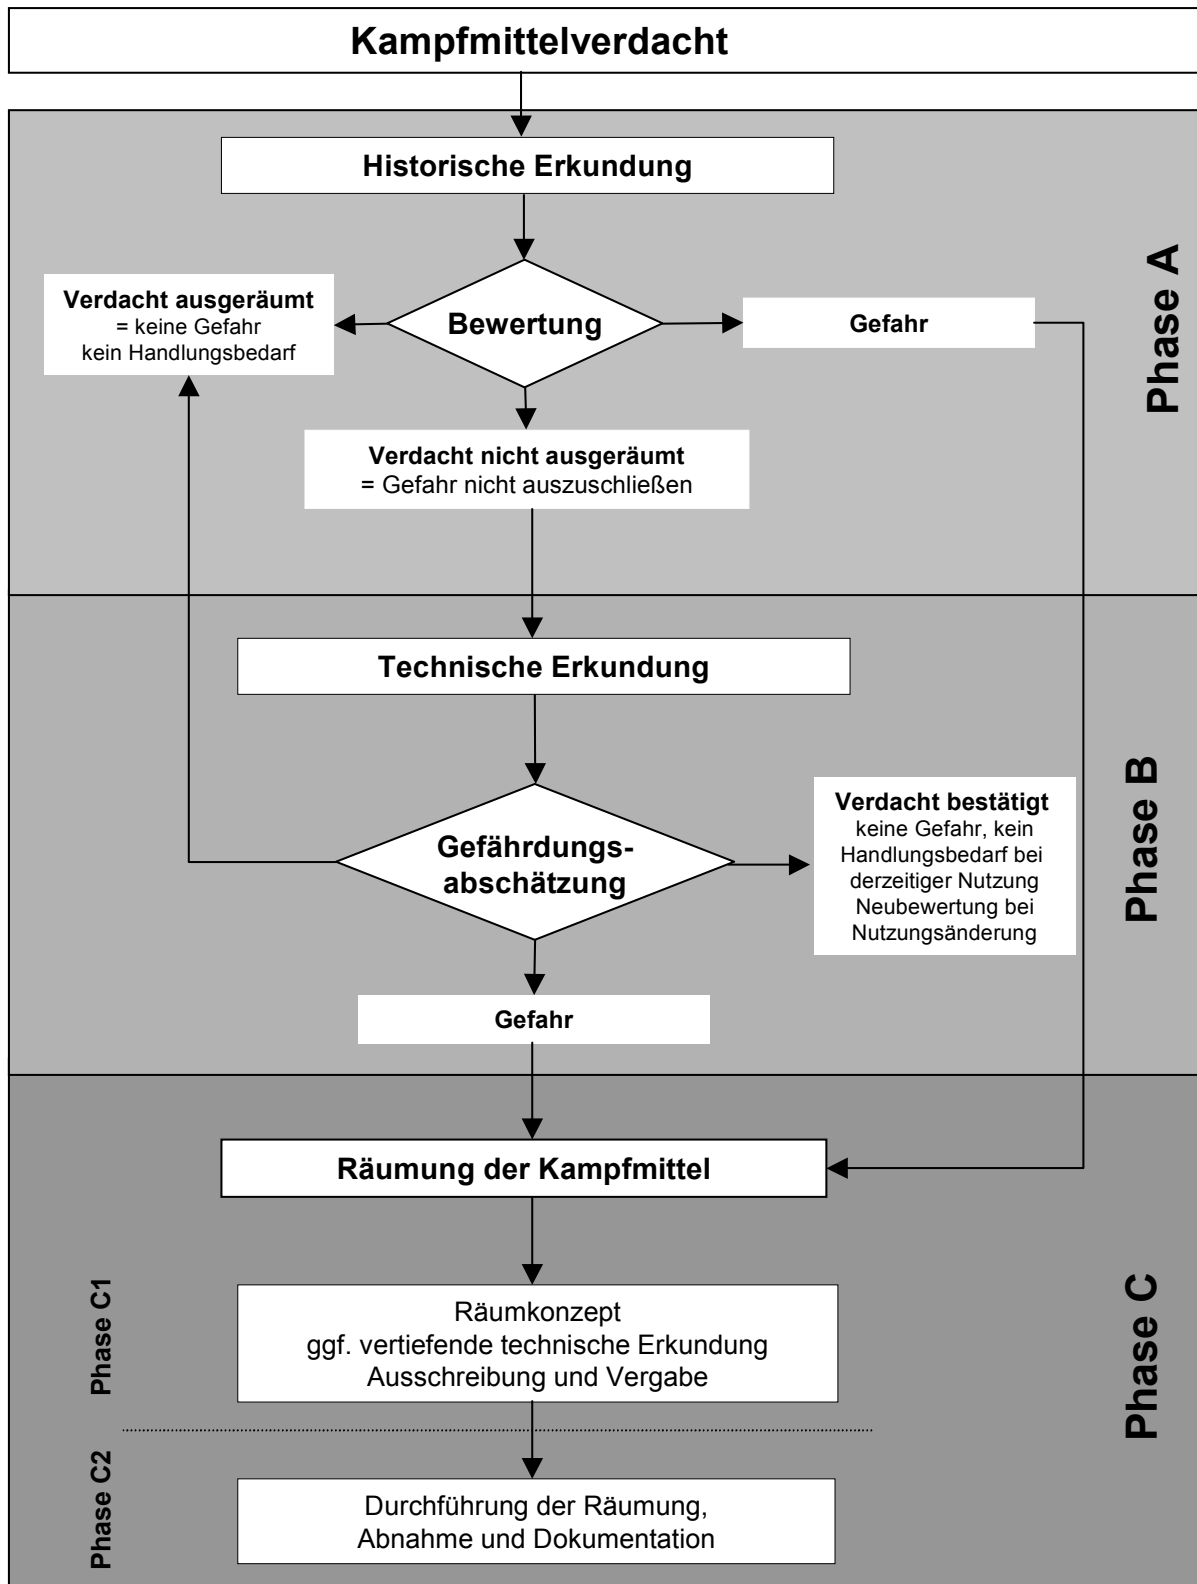 Kampfmittelverdacht
Historische Erkundung
Phase A
Verdacht ausgeräumt
= keine Gefahr
kein Handlungsbedarf
Bewertung
Gefahr
Verdacht nicht ausgeräumt
= Gefahr nicht auszuschließen
Technische Erkundung
Phase B
Gefährdungs-
abschätzung
Verdacht bestätigt
keine Gefahr, kein
Handlungsbedarf bei
derzeitiger Nutzung
Neubewertung bei
Nutzungsänderung
Gefahr
Räumung der Kampfmittel
Phase C
Phase C1
Räumkonzept
ggf. vertiefende technische Erkundung
Ausschreibung und Vergabe
Phase C2
Durchführung der Räumung,
Abnahme und Dokumentation